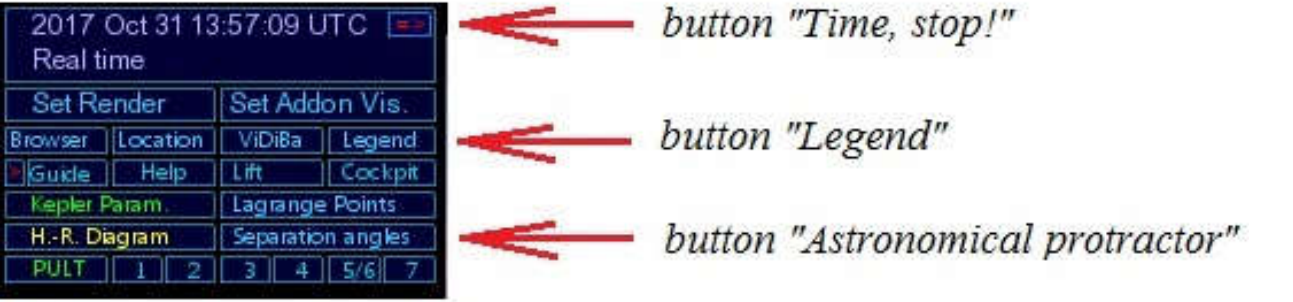 2017 Oct 31 13:57:09 UTC =>
Real time
Set Render Set Addon Vis.
Browser Location ViDiBa Legend
> Guide Help Lift Cockpit
Kepler Param. Lagrange Points
H.-R. Diagram Separation angles
PULT 1 2 3 4 5/6 7
button "Time, stop!"
button "Legend"
button "Astronomical protractor"